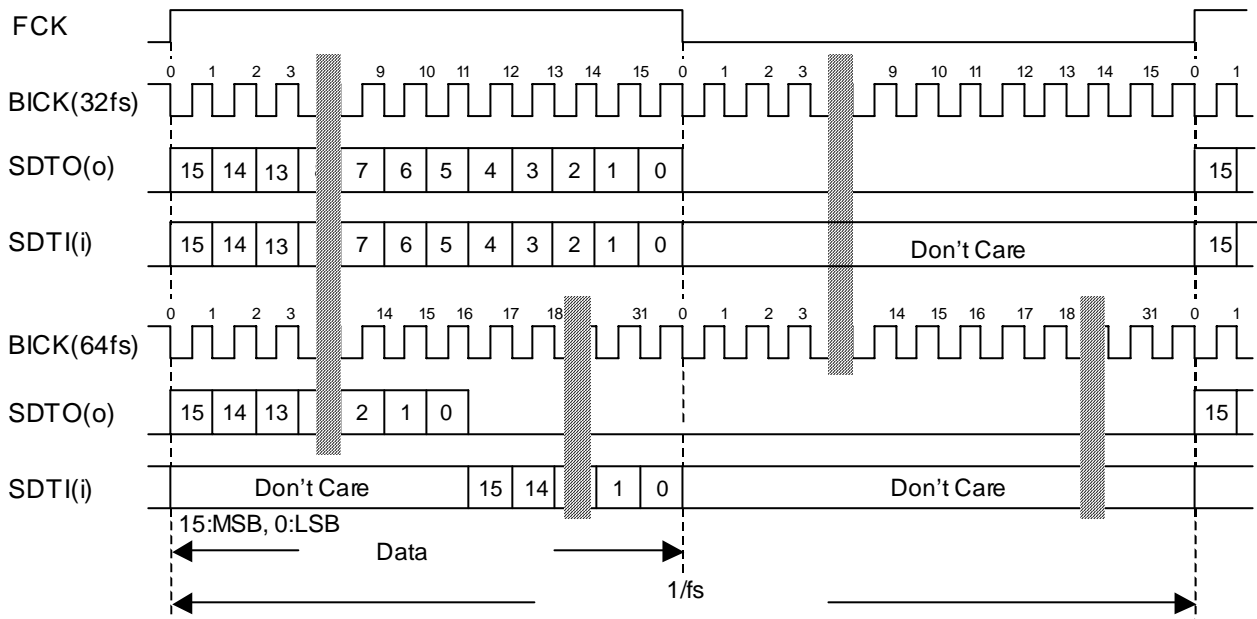 FCK
0 1 2 3 9 10 11 12 13 14 15 0 1 2 3 9 10 11 12 13 14 15 0 1
BICK(32fs)
SDTO(o) 15 14 13 7 6 5 4 3 2 1 0 15
SDTI(i) 15 14 13 7 6 5 4 3 2 1 0 Don't Care 15
0 1 2 3 14 15 16 17 18 31 0 1 2 3 14 15 16 17 18 31 0 1
BICK(64fs)
SDTO(o) 15 14 13 2 1 0 15
SDTI(i) Don't Care 15 14 1 0 Don't Care
15:MSB, 0:LSB
Data
1/fs